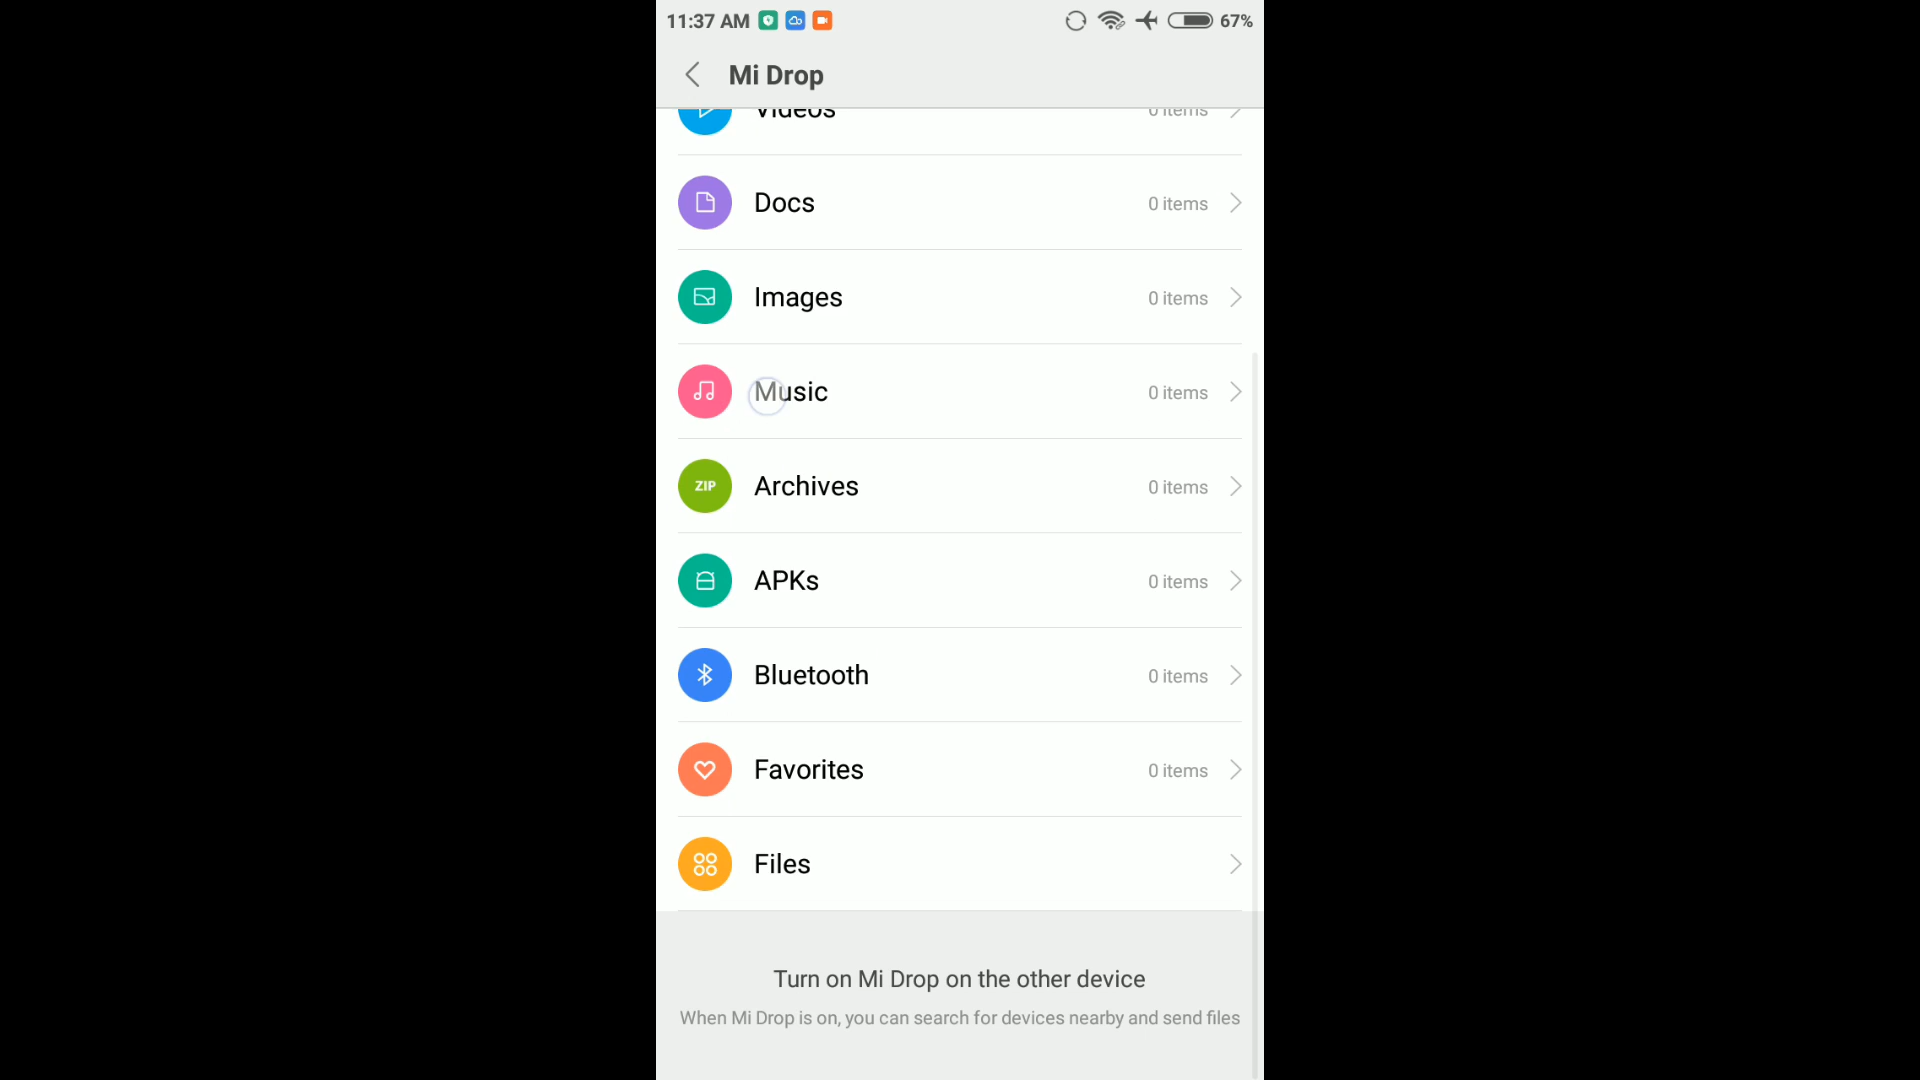 11:37 AM 67%
Mi Drop
Videos 0 items
Docs 0 items
Images 0 items
Music 0 items
ZIP Archives 0 items
APKs 0 items
Bluetooth 0 items
Favorites 0 items
Files
Turn on Mi Drop on the other device
When Mi Drop is on, you can search for devices nearby and send files